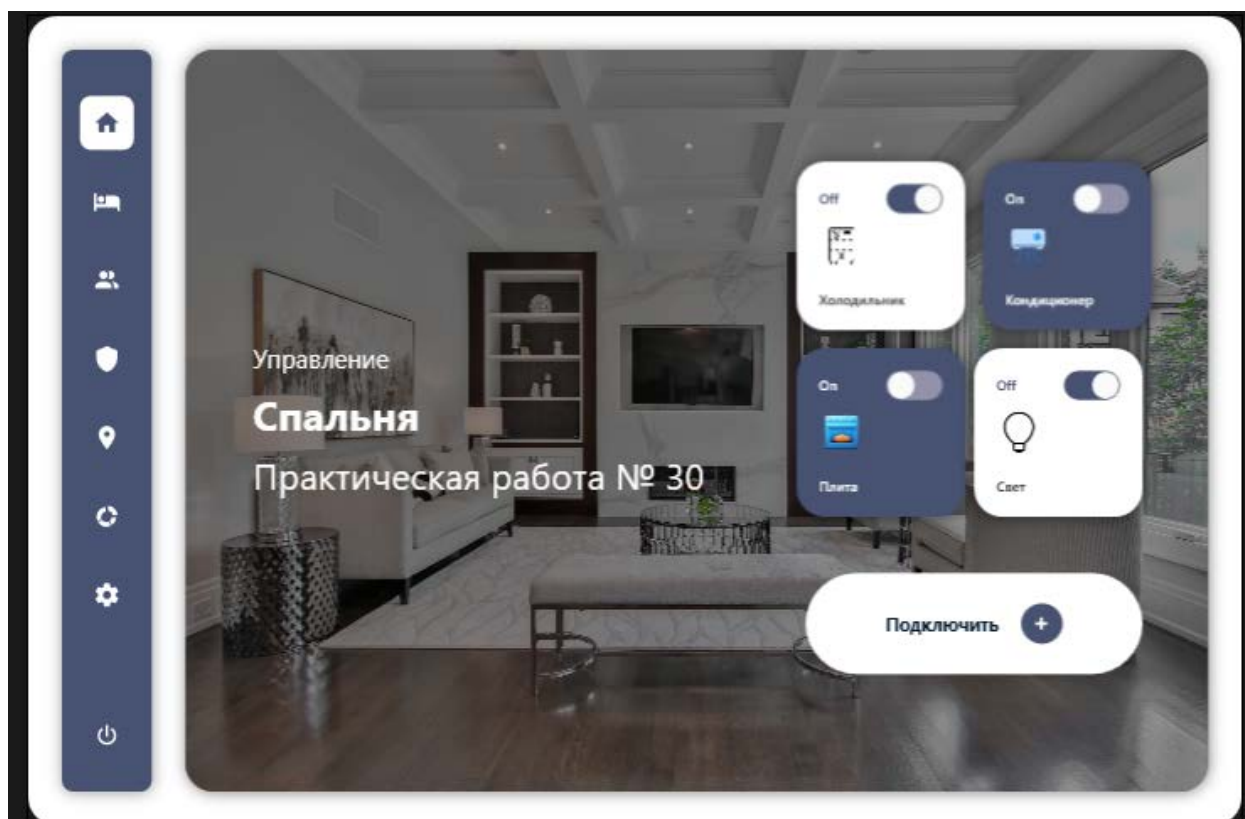 Управление
Спальня
Практическая работа № 30
Off
Холодильник
On
Кондиционер
On
Плита
Off
Свет
Подключить